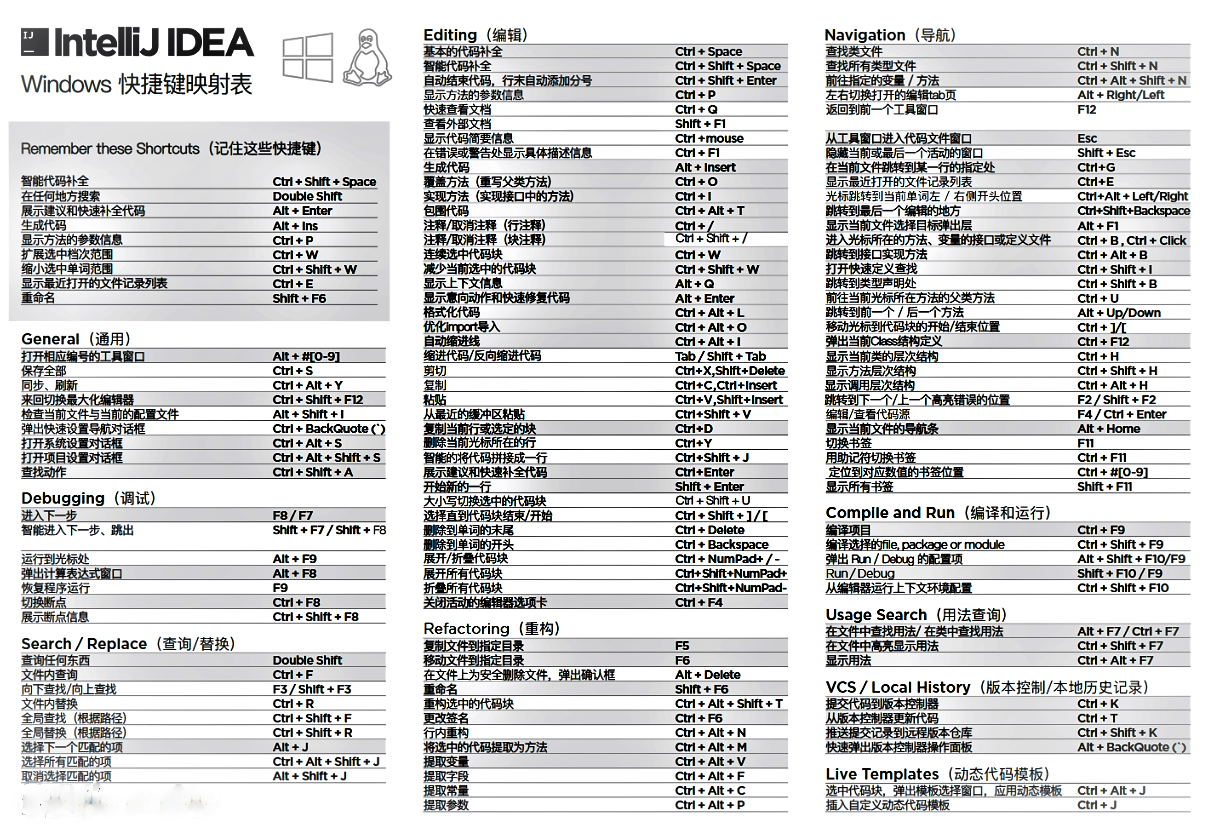 IJ IntelliJ IDEA
Windows 快捷键映射表
Remember these Shortcuts（记住这些快捷键）
智能代码补全 Ctrl + Shift + Space
在任何地方搜索 Double Shift
展示建议和快速补全代码 Alt + Enter
生成代码 Alt + Ins
显示方法的参数信息 Ctrl + P
扩展选中档次范围 Ctrl + W
缩小选中单词范围 Ctrl + Shift + W
显示最近打开的文件记录列表 Ctrl + E
重命名 Shift + F6
General（通用）
打开相应编号的工具窗口 Alt + #[0-9]
保存全部 Ctrl + S
同步、刷新 Ctrl + Alt + Y
来回切换最大化编辑器 Ctrl + Shift + F12
检查当前文件与当前的配置文件 Alt + Shift + I
弹出快速设置导航对话框 Ctrl + BackQuote (`)
打开系统设置对话框 Ctrl + Alt + S
打开项目设置对话框 Ctrl + Alt + Shift + S
查找动作 Ctrl + Shift + A
Debugging（调试）
进入下一步 F8 / F7
智能进入下一步、跳出 Shift + F7 / Shift + F8
运行到光标处 Alt + F9
弹出计算表达式窗口 Alt + F8
恢复程序运行 F9
切换断点 Ctrl + F8
展示断点信息 Ctrl + Shift + F8
Search / Replace（查询/替换）
查询任何东西 Double Shift
文件内查询 Ctrl + F
向下查找/向上查找 F3 / Shift + F3
文件内替换 Ctrl + R
全局查找（根据路径） Ctrl + Shift + F
全局替换（根据路径） Ctrl + Shift + R
选择下一个匹配的项 Alt + J
选择所有匹配的项 Ctrl + Alt + Shift + J
取消选择匹配的项 Alt + Shift + J
Editing（编辑）
基本的代码补全 Ctrl + Space
智能代码补全 Ctrl + Shift + Space
自动结束代码，行末自动添加分号 Ctrl + Shift + Enter
显示方法的参数信息 Ctrl + P
快速查看文档 Ctrl + Q
查看外部文档 Shift + F1
显示代码简要信息 Ctrl +mouse
在错误或警告处显示具体描述信息 Ctrl + F1
生成代码 Alt + Insert
覆盖方法（重写父类方法） Ctrl + O
实现方法（实现接口中的方法） Ctrl + I
包围代码 Ctrl + Alt + T
注释/取消注释（行注释） Ctrl + /
注释/取消注释（块注释） Ctrl + Shift + /
连续选中代码块 Ctrl + W
减少当前选中的代码块 Ctrl + Shift + W
显示上下文信息 Alt + Q
显示意向动作和快速修复代码 Alt + Enter
格式化代码 Ctrl + Alt + L
优化import导入 Ctrl + Alt + O
自动缩进线 Ctrl + Alt + I
缩进代码/反向缩进代码 Tab / Shift + Tab
剪切 Ctrl+X,Shift+Delete
复制 Ctrl+C,Ctrl+Insert
粘贴 Ctrl+V,Shift+Insert
从最近的缓冲区粘贴 Ctrl+Shift + V
复制当前行或选定的块 Ctrl+D
删除当前光标所在的行 Ctrl+Y
智能的将代码拼接成一行 Ctrl+Shift + J
展示建议和快速补全代码 Ctrl+Enter
开始新的一行 Shift + Enter
大小写切换选中的代码块 Ctrl + Shift + U
选择直到代码块结束/开始 Ctrl + Shift + ] / [
删除到单词的末尾 Ctrl + Delete
删除到单词的开头 Ctrl + Backspace
展开/折叠代码块 Ctrl + NumPad+ / -
展开所有代码块 Ctrl+Shift+NumPad+
折叠所有代码块 Ctrl+Shift+NumPad-
关闭活动的编辑器选项卡 Ctrl + F4
Refactoring（重构）
复制文件到指定目录 F5
移动文件到指定目录 F6
在文件上为安全删除文件，弹出确认框 Alt + Delete
重命名 Shift + F6
重构选中的代码块 Ctrl + Alt + Shift + T
更改签名 Ctrl + F6
行内重构 Ctrl + Alt + N
将选中的代码提取为方法 Ctrl + Alt + M
提取变量 Ctrl + Alt + V
提取字段 Ctrl + Alt + F
提取常量 Ctrl + Alt + C
提取参数 Ctrl + Alt + P
Navigation（导航）
查找类文件 Ctrl + N
查找所有类型文件 Ctrl + Shift + N
前往指定的变量 / 方法 Ctrl + Alt + Shift + N
左右切换打开的编辑tab页 Alt + Right/Left
返回到前一个工具窗口 F12
从工具窗口进入代码文件窗口 Esc
隐藏当前或最后一个活动的窗口 Shift + Esc
在当前文件跳转到某一行的指定处 Ctrl+G
显示最近打开的文件记录列表 Ctrl+E
光标跳转到当前单词左 / 右侧开头位置 Ctrl+Alt + Left/Right
跳转到最后一个编辑的地方 Ctrl+Shift+Backspace
显示当前文件选择目标弹出层 Alt + F1
进入光标所在的方法、变量的接口或定义文件 Ctrl + B , Ctrl + Click
跳转到接口实现方法 Ctrl + Alt + B
打开快速定义查找 Ctrl + Shift + I
跳转到类型声明处 Ctrl + Shift + B
前往当前光标所在方法的父类方法 Ctrl + U
跳转到前一个 / 后一个方法 Alt + Up/Down
移动光标到代码块的开始/结束位置 Ctrl + ]/[
弹出当前Class结构定义 Ctrl + F12
显示当前类的层次结构 Ctrl + H
显示方法层次结构 Ctrl + Shift + H
显示调用层次结构 Ctrl + Alt + H
跳转到下一个/上一个高亮错误的位置 F2 / Shift + F2
编辑/查看代码源 F4 / Ctrl + Enter
显示当前文件的导航条 Alt + Home
切换书签 F11
用助记符切换书签 Ctrl + F11
定位到对应数值的书签位置 Ctrl + #[0-9]
显示所有书签 Shift + F11
Compile and Run（编译和运行）
编译项目 Ctrl + F9
编译选择的file, package or module Ctrl + Shift + F9
弹出 Run / Debug 的配置项 Alt + Shift + F10/F9
Run / Debug Shift + F10 / F9
从编辑器运行上下文环境配置 Ctrl + Shift + F10
Usage Search（用法查询）
在文件中查找用法/ 在类中查找用法 Alt + F7 / Ctrl + F7
在文件中高亮显示用法 Ctrl + Shift + F7
显示用法 Ctrl + Alt + F7
VCS / Local History（版本控制/本地历史记录）
提交代码到版本控制器 Ctrl + K
从版本控制器更新代码 Ctrl + T
推送提交记录到远程版本仓库 Ctrl + Shift + K
快速弹出版本控制器操作面板 Alt + BackQuote (`)
Live Templates（动态代码模板）
选中代码块，弹出模板选择窗口，应用动态模板 Ctrl + Alt + J
插入自定义动态代码模板 Ctrl + J